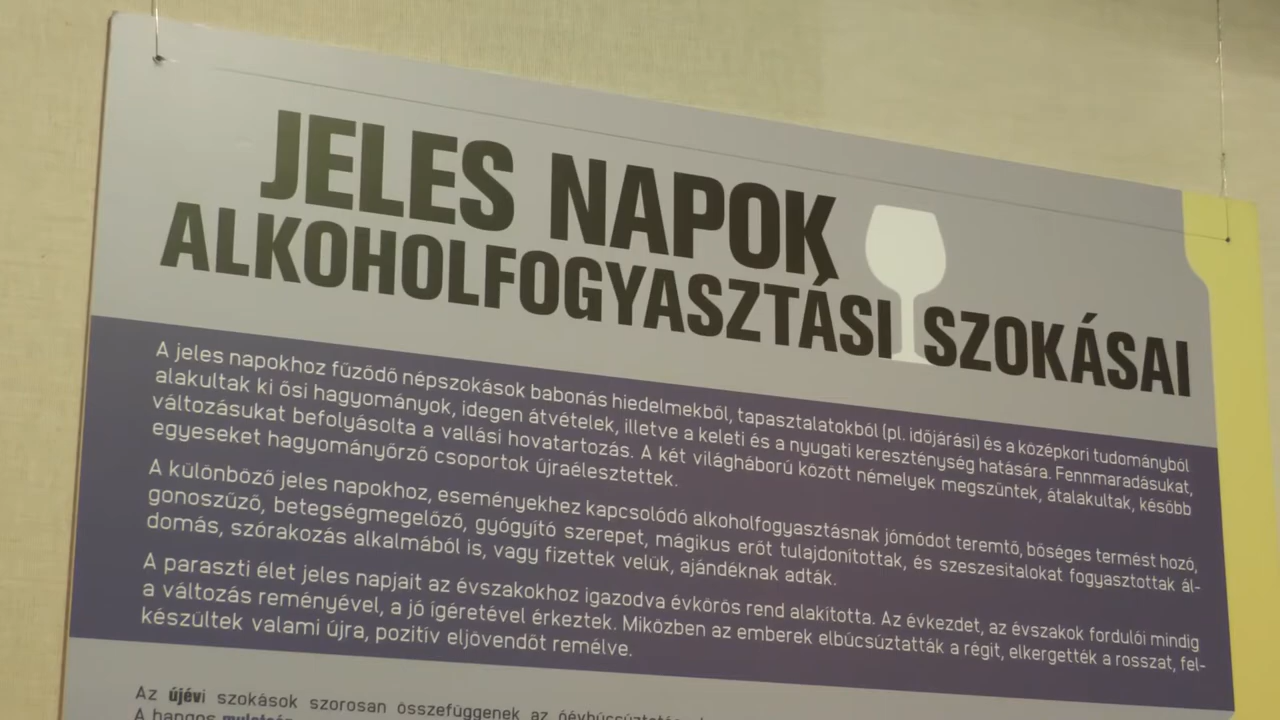 JELES NAPOK
ALKOHOLFOGYASZTÁSI SZOKÁSAI
A jeles napokhoz fűződő népszokások babonás hiedelmekből, tapasztalatokból (pl. időjárási) és a középkori tudományból
alakultak ki ősi hagyományok, idegen átvételek, illetve a keleti és a nyugati kereszténység hatására. Fennmaradásukat,
változásukat befolyásolta a vallási hovatartozás. A két világháború között némelyek megszűntek, átalakultak, később
egyeseket hagyományőrző csoportok újraélesztettek.
A különböző jeles napokhoz, eseményekhez kapcsolódó alkoholfogyasztásnak jómódot teremtő, bőséges termést hozó,
gonoszűző, betegségmegelőző, gyógyító szerepet, mágikus erőt tulajdonítottak, és szeszesitalokat fogyasztottak ál-
domás, szórakozás alkalmából is, vagy fizettek velük, ajándéknak adták.
A paraszti élet jeles napjait az évszakokhoz igazodva évkörös rend alakította. Az évkezdet, az évszakok fordulói mindig
a változás reményével, a jó ígéretével érkeztek. Miközben az emberek elbúcsúztatták a régit, elkergették a rosszat, fel-
készültek valami újra, pozitív eljövendőt remélve.
Az újévi szokások szorosan összefüggenek az
A hangos